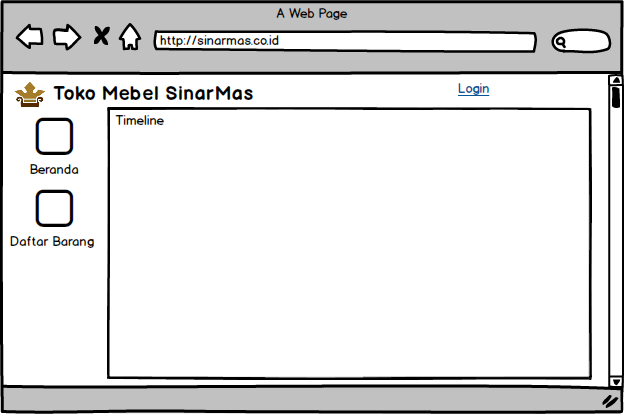 A Web Page
http://sinarmas.co.id
Toko Mebel SinarMas
Login
Timeline
Beranda
Daftar Barang